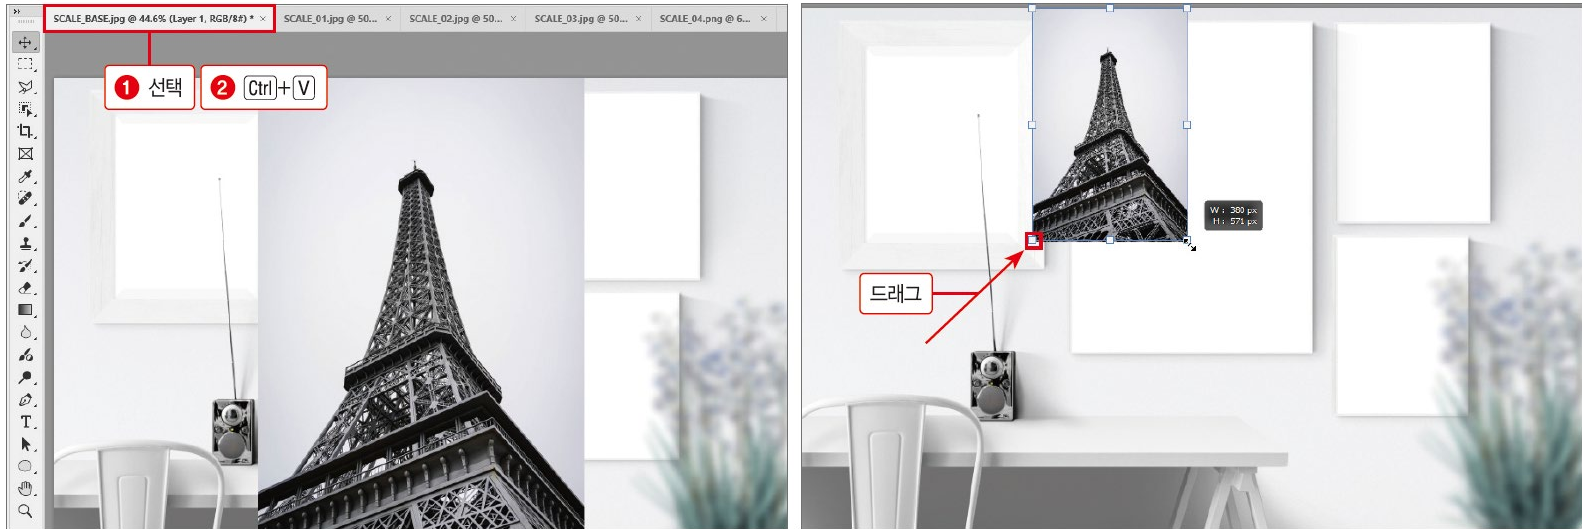 SCALE_BASE.jpg @ 44.6% (Layer 1, RGB/8#) * ×
SCALE_01.jpg @ 50... ×
SCALE_02.jpg @ 50... ×
SCALE_03.jpg @ 50... ×
SCALE_04.png @ 6... ×
1 선택
2 Ctrl+V
W : 380 px
H : 571 px
드래그